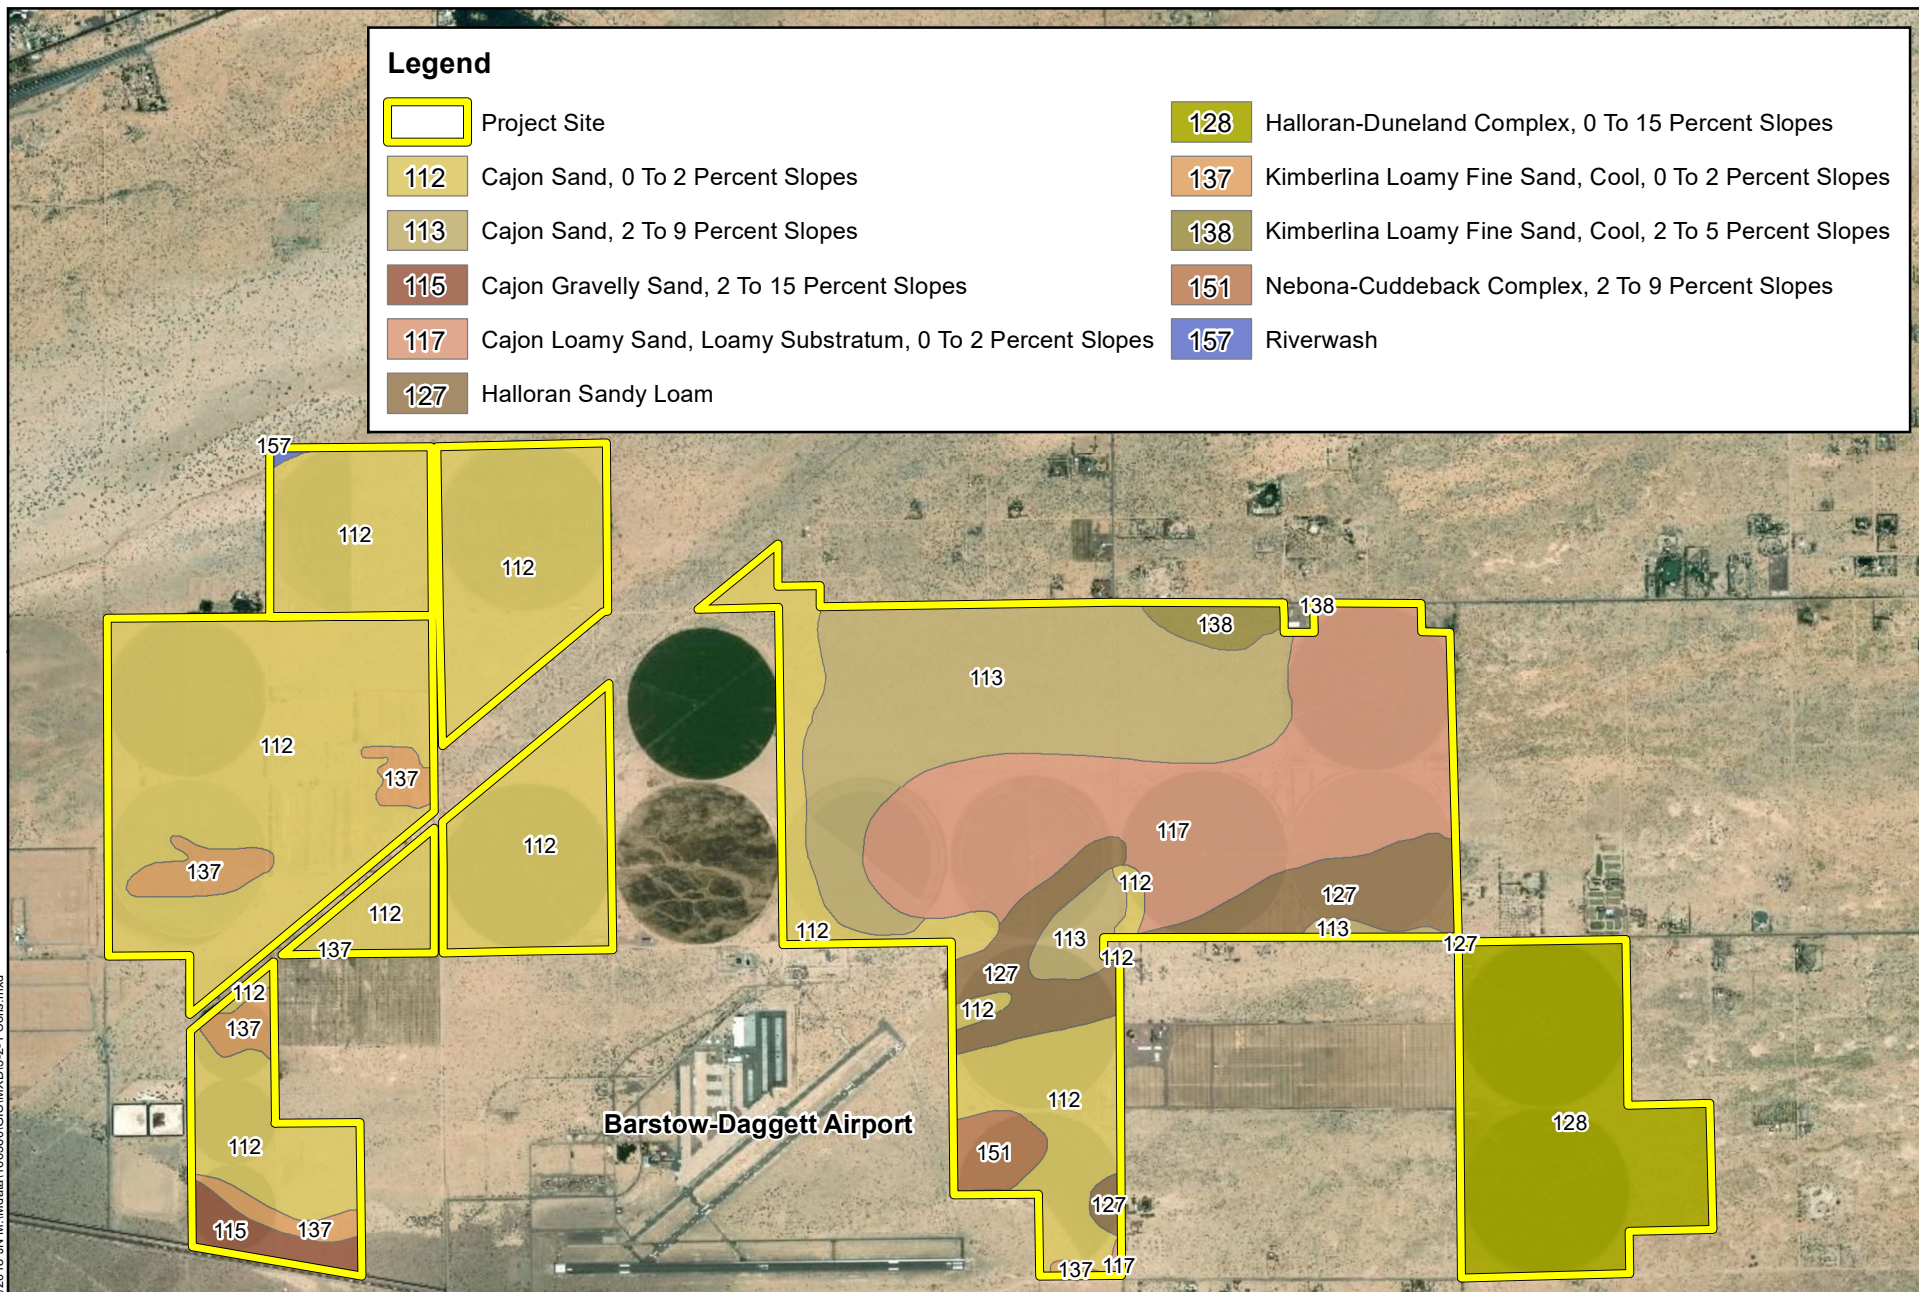 Legend
Project Site
112 Cajon Sand, 0 To 2 Percent Slopes
113 Cajon Sand, 2 To 9 Percent Slopes
115 Cajon Gravelly Sand, 2 To 15 Percent Slopes
117 Cajon Loamy Sand, Loamy Substratum, 0 To 2 Percent Slopes
127 Halloran Sandy Loam
128 Halloran-Duneland Complex, 0 To 15 Percent Slopes
137 Kimberlina Loamy Fine Sand, Cool, 0 To 2 Percent Slopes
138 Kimberlina Loamy Fine Sand, Cool, 2 To 5 Percent Slopes
151 Nebona-Cuddeback Complex, 2 To 9 Percent Slopes
157 Riverwash
157
112
112
138
138
113
112
137
117
112
137
112
127
112
137
112
113
113
127
112
127
112
112
137
112
128
112
151
127
115
137
137
117
Barstow-Daggett Airport